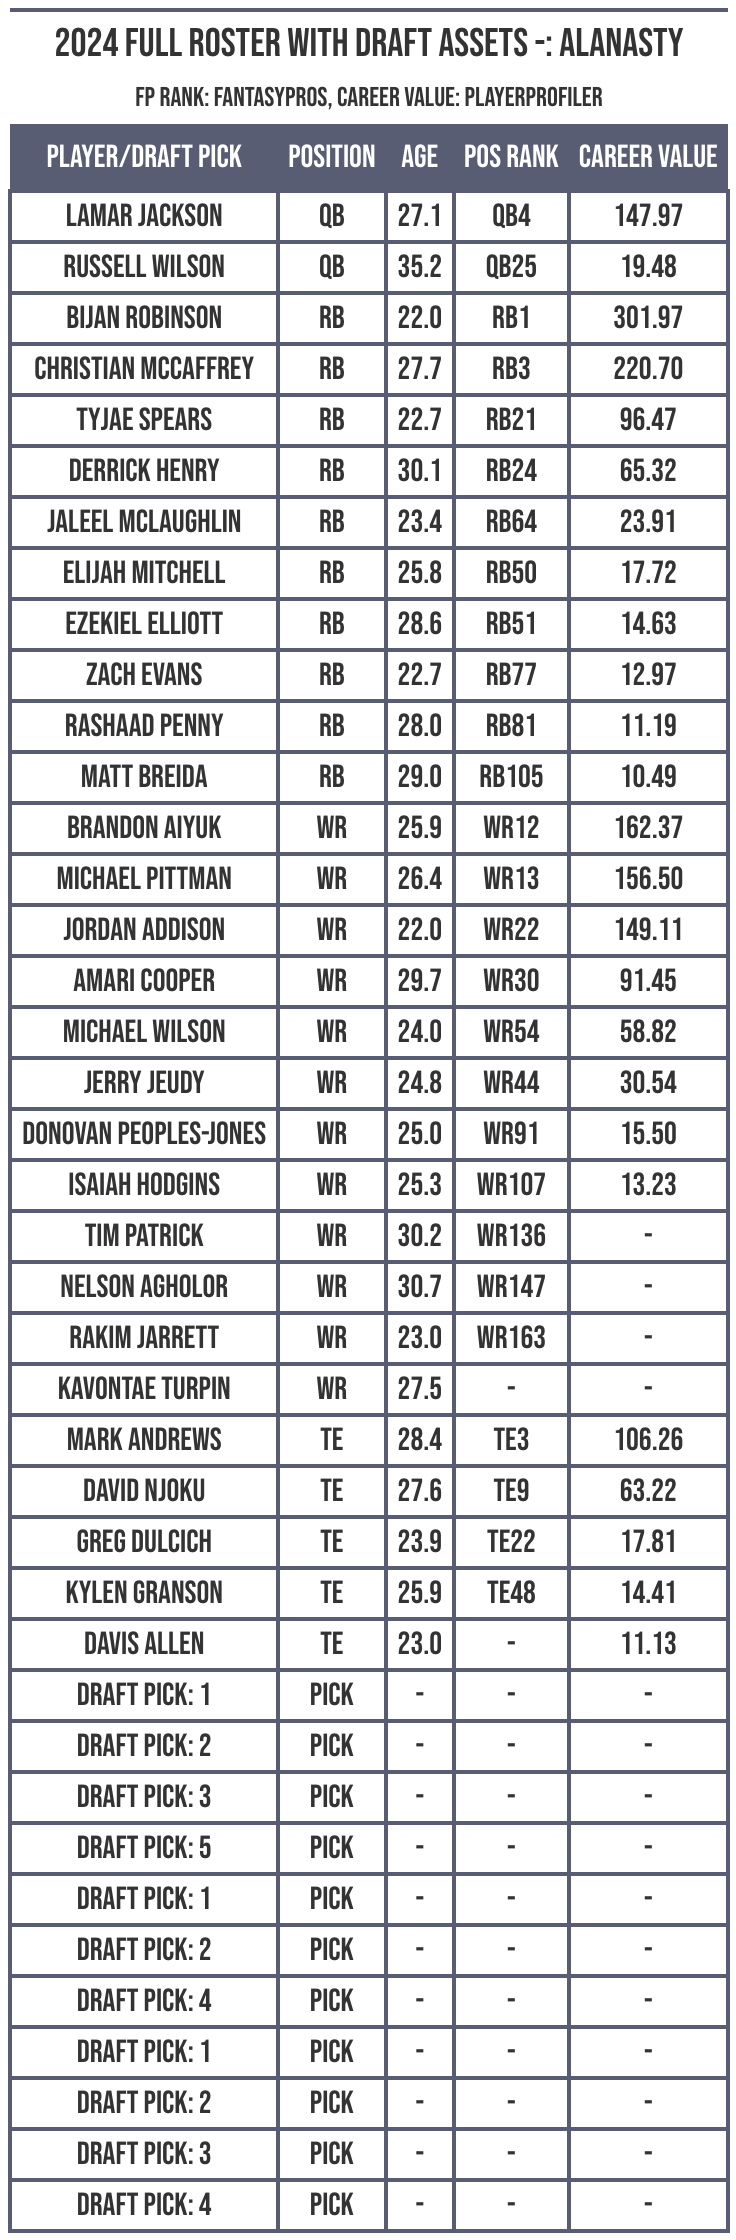 2024 FULL ROSTER WITH DRAFT ASSETS -: ALANASTY
FP RANK: FANTASYPROS, CAREER VALUE: PLAYERPROFILER
PLAYER/DRAFT PICK POSITION AGE POS RANK CAREER VALUE
LAMAR JACKSON QB 27.1 QB4 147.97
RUSSELL WILSON QB 35.2 QB25 19.48
BIJAN ROBINSON RB 22.0 RB1 301.97
CHRISTIAN MCCAFFREY RB 27.7 RB3 220.70
TYJAE SPEARS RB 22.7 RB21 96.47
DERRICK HENRY RB 30.1 RB24 65.32
JALEEL MCLAUGHLIN RB 23.4 RB64 23.91
ELIJAH MITCHELL RB 25.8 RB50 17.72
EZEKIEL ELLIOTT RB 28.6 RB51 14.63
ZACH EVANS RB 22.7 RB77 12.97
RASHAAD PENNY RB 28.0 RB81 11.19
MATT BREIDA RB 29.0 RB105 10.49
BRANDON AIYUK WR 25.9 WR12 162.37
MICHAEL PITTMAN WR 26.4 WR13 156.50
JORDAN ADDISON WR 22.0 WR22 149.11
AMARI COOPER WR 29.7 WR30 91.45
MICHAEL WILSON WR 24.0 WR54 58.82
JERRY JEUDY WR 24.8 WR44 30.54
DONOVAN PEOPLES-JONES WR 25.0 WR91 15.50
ISAIAH HODGINS WR 25.3 WR107 13.23
TIM PATRICK WR 30.2 WR136 -
NELSON AGHOLOR WR 30.7 WR147 -
RAKIM JARRETT WR 23.0 WR163 -
KAVONTAE TURPIN WR 27.5 - -
MARK ANDREWS TE 28.4 TE3 106.26
DAVID NJOKU TE 27.6 TE9 63.22
GREG DULCICH TE 23.9 TE22 17.81
KYLEN GRANSON TE 25.9 TE48 14.41
DAVIS ALLEN TE 23.0 - 11.13
DRAFT PICK: 1 PICK - - -
DRAFT PICK: 2 PICK - - -
DRAFT PICK: 3 PICK - - -
DRAFT PICK: 5 PICK - - -
DRAFT PICK: 1 PICK - - -
DRAFT PICK: 2 PICK - - -
DRAFT PICK: 4 PICK - - -
DRAFT PICK: 1 PICK - - -
DRAFT PICK: 2 PICK - - -
DRAFT PICK: 3 PICK - - -
DRAFT PICK: 4 PICK - - -